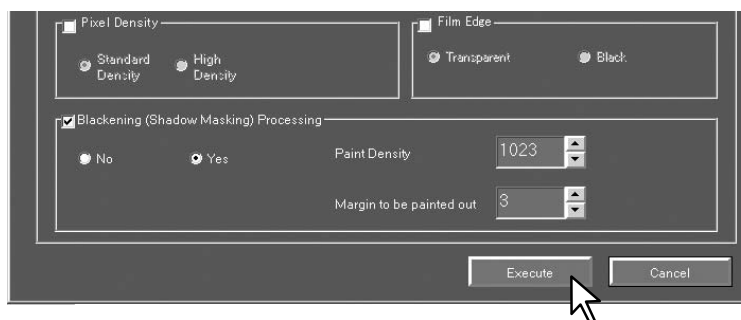 Pixel Density
Film Edge
Standard Density
High Density
Transparent
Black
Blackening (Shadow Masking) Processing
No
Yes
Paint Density
1023
Margin to be painted out
3
Execute
Cancel